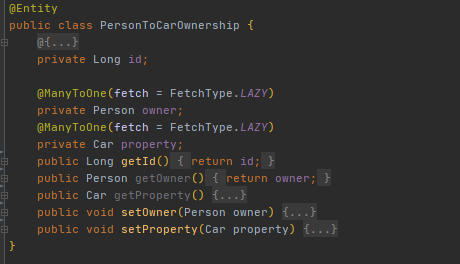 @Entity
public class PersonToCarOwnership {
@{...}
private Long id;
@ManyToOne(fetch = FetchType.LAZY)
private Person owner;
@ManyToOne(fetch = FetchType.LAZY)
private Car property;
public Long getId() { return id; }
public Person getOwner() { return owner; }
public Car getProperty() {...}
public void setOwner(Person owner) {...}
public void setProperty(Car property) {...}
}